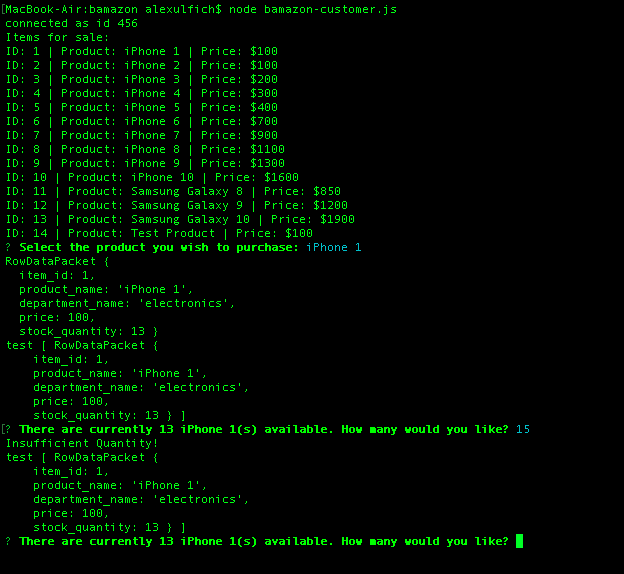 [MacBook-Air:bamazon alexulfich$ node bamazon-customer.js
connected as id 456
Items for sale:
ID: 1 | Product: iPhone 1 | Price: $100
ID: 2 | Product: iPhone 2 | Price: $100
ID: 3 | Product: iPhone 3 | Price: $200
ID: 4 | Product: iPhone 4 | Price: $300
ID: 5 | Product: iPhone 5 | Price: $400
ID: 6 | Product: iPhone 6 | Price: $700
ID: 7 | Product: iPhone 7 | Price: $900
ID: 8 | Product: iPhone 8 | Price: $1100
ID: 9 | Product: iPhone 9 | Price: $1300
ID: 10 | Product: iPhone 10 | Price: $1600
ID: 11 | Product: Samsung Galaxy 8 | Price: $850
ID: 12 | Product: Samsung Galaxy 9 | Price: $1200
ID: 13 | Product: Samsung Galaxy 10 | Price: $1900
ID: 14 | Product: Test Product | Price: $100
? Select the product you wish to purchase: iPhone 1
RowDataPacket {
  item_id: 1,
  product_name: 'iPhone 1',
  department_name: 'electronics',
  price: 100,
  stock_quantity: 13 }
test [ RowDataPacket {
    item_id: 1,
    product_name: 'iPhone 1',
    department_name: 'electronics',
    price: 100,
    stock_quantity: 13 } ]
[? There are currently 13 iPhone 1(s) available. How many would you like? 15
Insufficient Quantity!
test [ RowDataPacket {
    item_id: 1,
    product_name: 'iPhone 1',
    department_name: 'electronics',
    price: 100,
    stock_quantity: 13 } ]
? There are currently 13 iPhone 1(s) available. How many would you like?